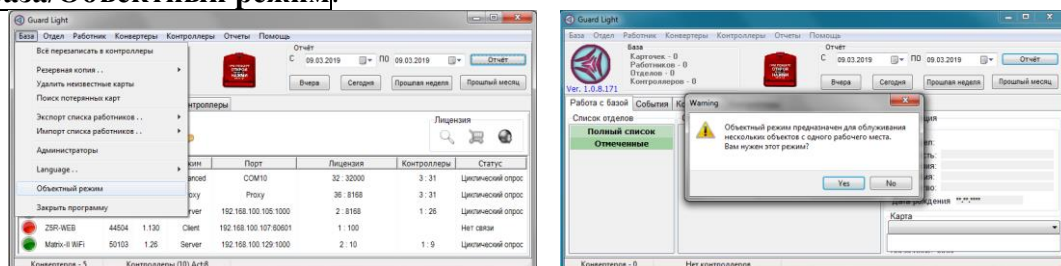 База/Объектный режим.
Guard Light
База Отдел Работник Конвертеры Контроллеры Отчеты Помощь
Всё перезаписать в контроллеры
Резервная копия . .
Удалить неизвестные карты
Поиск потерянных карт
Экспорт списка работников . .
Импорт списка работников . .
Администраторы
Language . .
Объектный режим
Закрыть программу
Отчёт
С 09.03.2019 ПО 09.03.2019 Отчёт
Вчера Сегодня Прошлая неделя Прошлый месяц
Лицензия
Порт Лицензия Контроллеры Статус
COM10 32 : 32000 3 : 31 Циклический опрос
Proxy 36 : 8168 3 : 31 Циклический опрос
192.168.100.105:1000 2 : 8168 1 : 26 Циклический опрос
Z5R-WEB 44504 1.130 Client 192.168.100.107:60601 1 : 100 Нет связи
Matrix-II WiFi 50103 1.26 Server 192.168.100.129:1000 2 : 10 1 : 9 Циклический опрос
Конвертеров - 5 Контроллеры (10) Act8
Guard Light
База Отдел Работник Конвертеры Контроллеры Отчеты Помощь
База
Карточек - 0
Работников - 0
Отделов - 0
Контроллеров - 0
Ver. 1.0.8.171
Отчёт
С 09.03.2019 ПО 09.03.2019 Отчёт
Вчера Сегодня Прошлая неделя Прошлый месяц
Работа с базой События
Список отделов
Полный список
Отмеченные
Warning
Объектный режим предназначен для обслуживания
нескольких объектов с одного рабочего места.
Вам нужен этот режим?
Yes No
Карта
Конвертеров - 0 Нет контроллеров